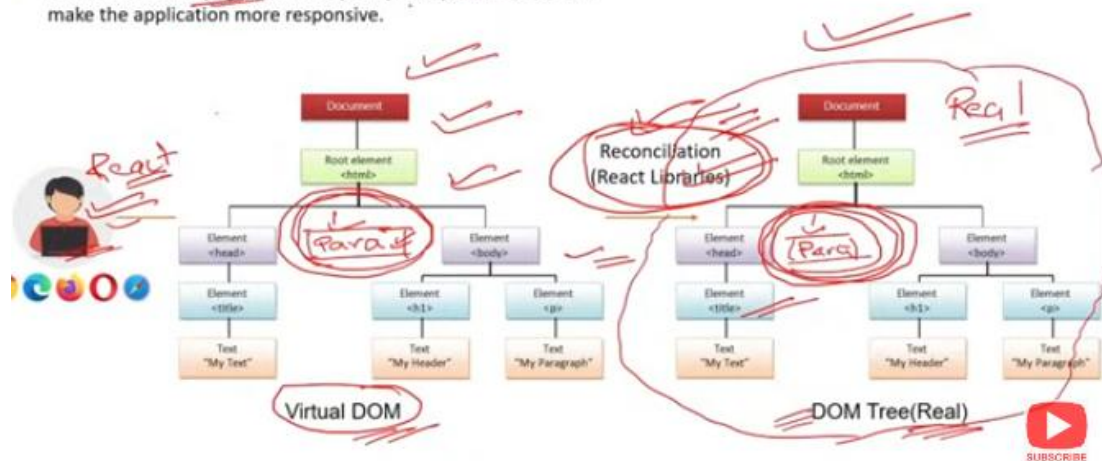 make the application more responsive.
React
Document
Root element
<html>
Para
Element
<head>
Element
<body>
Element
<title>
Element
<h1>
Element
<p>
Text
"My Text"
Text
"My Header"
Text
"My Paragraph"
Virtual DOM
Reconciliation
(React Libraries)
Real
Document
Root element
<html>
Para
Element
<head>
Element
<body>
Element
<title>
Element
<h1>
Element
<p>
Text
"My Text"
Text
"My Header"
Text
"My Paragraph"
DOM Tree(Real)
SUBSCRIBE